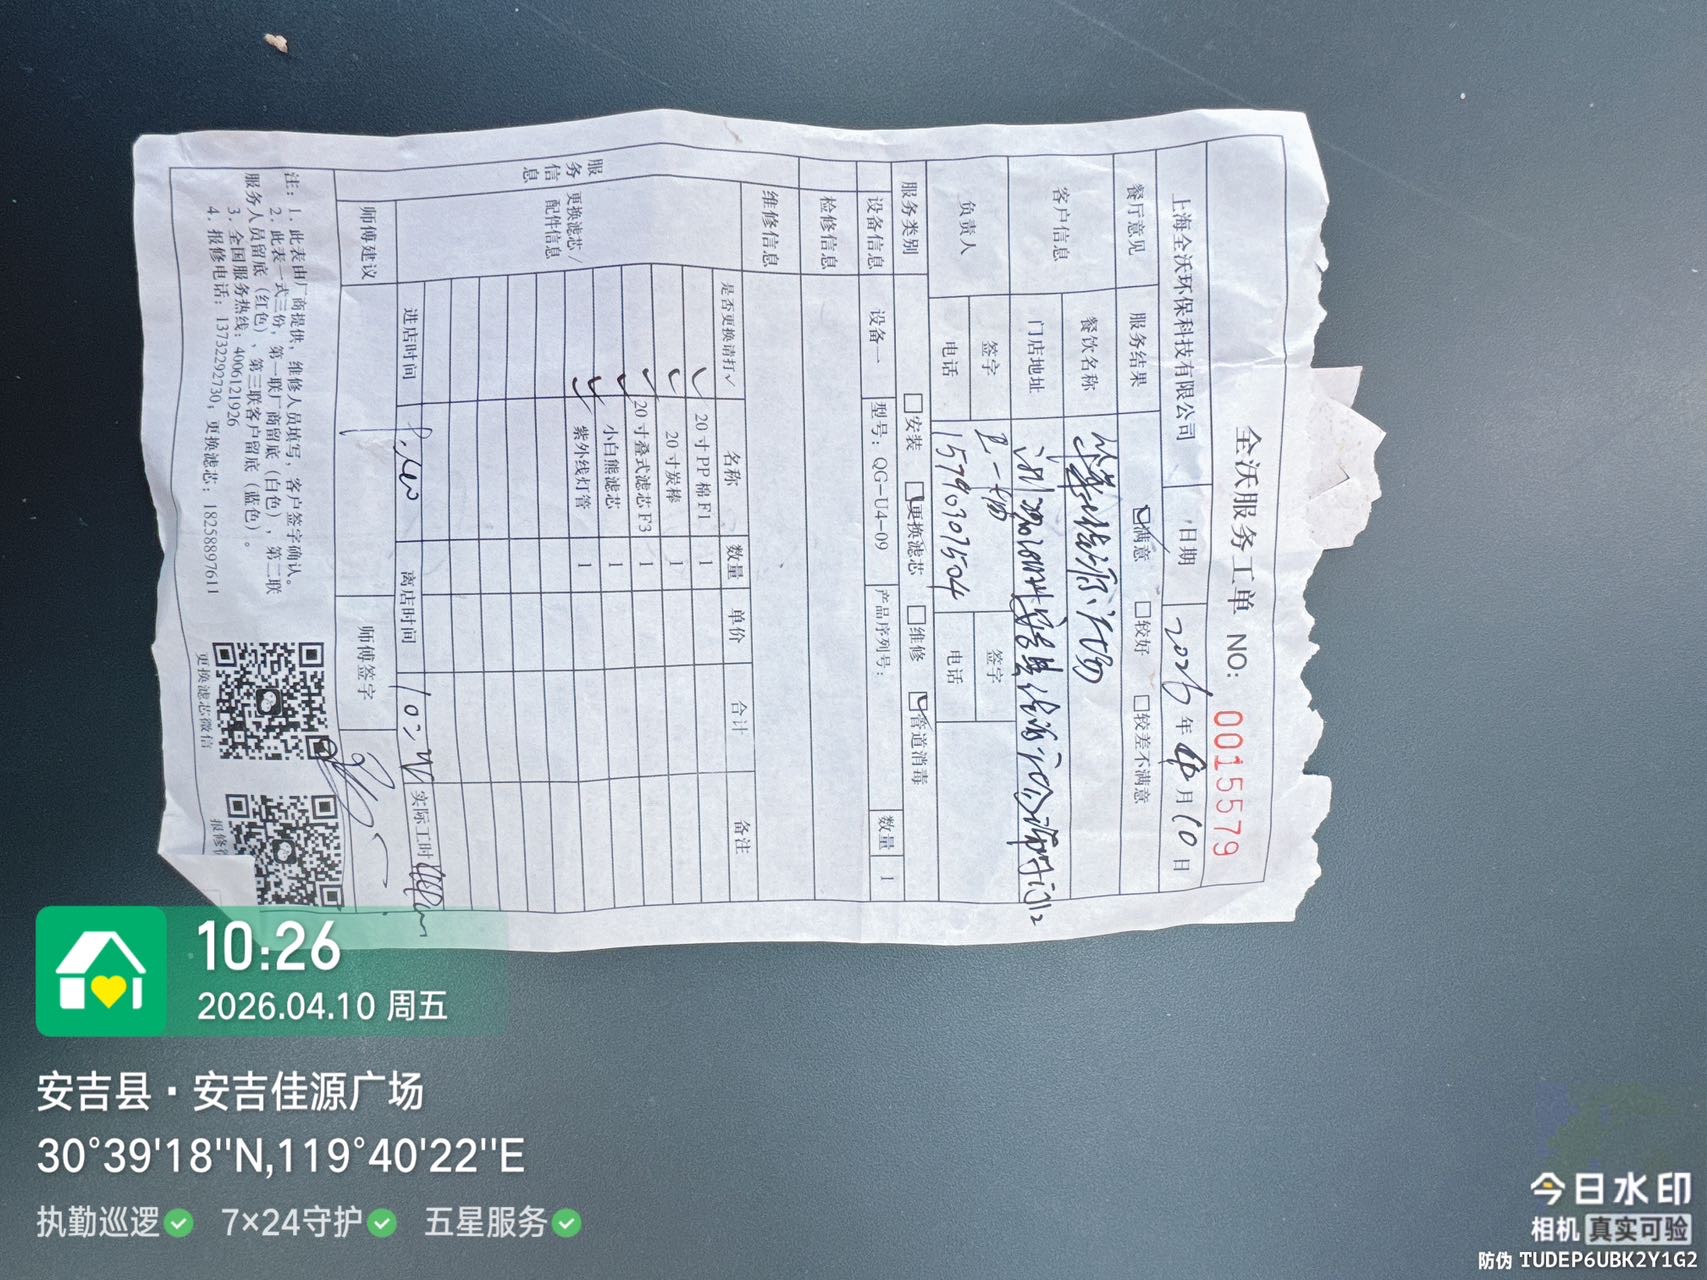 全沃服务工单 NO: 0015579
上海全沃环保科技有限公司 日期 2026年4月10日
餐厅意见 服务结果 满意 较好 较差不满意
客户信息 餐饮名称
门店地址
负责人 签字 签字
电话 15790307504 电话
服务类别 安装 更换滤芯 维修 管道消毒
设备信息 设备一 型号：QG-U4-09 产品序列号： 数量 1
检修信息
维修信息
服务信息
更换滤芯/配件信息
是否更换请打✓ 名称 数量 单价 合计 备注
✓ 20寸PP棉F1 1
✓ 20寸炭棒 1
✓ 20寸叠式滤芯F3 1
✓ 小白熊滤芯 1
✓ 紫外线灯管 1
进店时间 离店时间 实际工时
师傅建议 师傅签字
注：1.此表由厂商提供，维修人员填写，客户签字确认。
2.此表一式三份，第一联厂商留底（白色），第二联
服务人员留底（红色）、第三联客户留底（蓝色）。
3.全国服务热线：4006121926
4.报修电话：13732292730，更换滤芯：18258897611
更换滤芯微信
报修
10:26
2026.04.10 周五
安吉县·安吉佳源广场
30°39'18"N,119°40'22"E
执勤巡逻 7×24守护 五星服务
今日水印
相机 真实可验
防伪 TUDEP6UBK2Y1G2